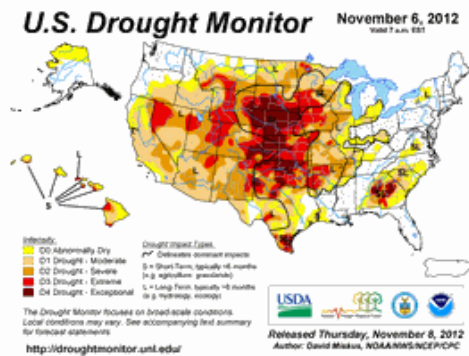 U.S. Drought Monitor
November 6, 2012
Valid 7 a.m. EST
L
SL
SL
SL
L
S
S
Intensity:
D0 Abnormally Dry
D1 Drought - Moderate
D2 Drought - Severe
D3 Drought - Extreme
D4 Drought - Exceptional
Drought Impact Types:
Delineates dominant impacts
S = Short-Term, typically <6 months
(e.g. agriculture, grasslands)
L = Long-Term, typically >6 months
(e.g. hydrology, ecology)
The Drought Monitor focuses on broad-scale conditions.
Local conditions may vary. See accompanying text summary
for forecast statements.
http://droughtmonitor.unl.edu/
USDA
Released Thursday, November 8, 2012
Author: David Miskus, NOAA/NWS/NCEP/CPC